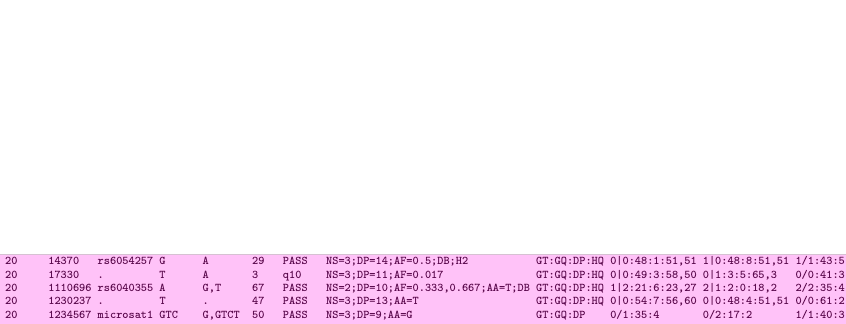 20 14370 rs6054257 G A 29 PASS NS=3;DP=14;AF=0.5;DB;H2 GT:GQ:DP:HQ 0|0:48:1:51,51 1|0:48:8:51,51 1/1:43:5
20 17330 . T A 3 q10 NS=3;DP=11;AF=0.017 GT:GQ:DP:HQ 0|0:49:3:58,50 0|1:3:5:65,3 0/0:41:3
20 1110696 rs6040355 A G,T 67 PASS NS=2;DP=10;AF=0.333,0.667;AA=T;DB GT:GQ:DP:HQ 1|2:21:6:23,27 2|1:2:0:18,2 2/2:35:4
20 1230237 . T . 47 PASS NS=3;DP=13;AA=T GT:GQ:DP:HQ 0|0:54:7:56,60 0|0:48:4:51,51 0/0:61:2
20 1234567 microsat1 GTC G,GTCT 50 PASS NS=3;DP=9;AA=G GT:GQ:DP 0/1:35:4 0/2:17:2 1/1:40:3